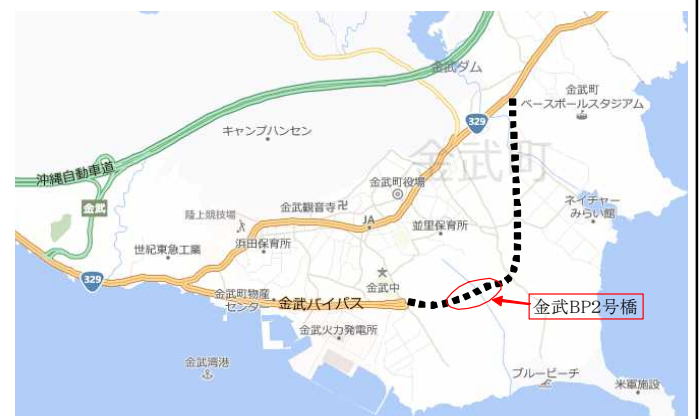 金武ダム
金武町
ベースボールスタジアム
329
キャンプハンセン
金武町
沖縄自動車道
金武町役場
ネイチャー
みらい館
金武
金武観音寺
陸上競技場
JA
並里保育所
浜田保育所
世紀東急工業
329
金武中
金武町物産
センター
金武バイパス
金武BP2号橋
金武火力発電所
金武湾港
ブルービーチ
米軍施設